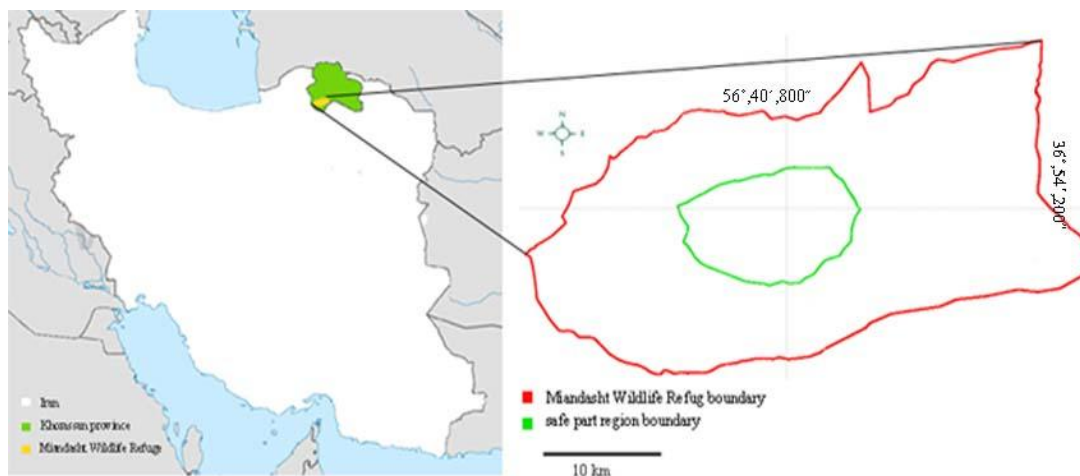 Iran
Khorassan province
Miandasht Wildlife Refuge
56°,40´,800˝
N
W
E
S
36°,54´,200˝
Miandasht Wildlife Refug boundary
safe part region boundary
10 km